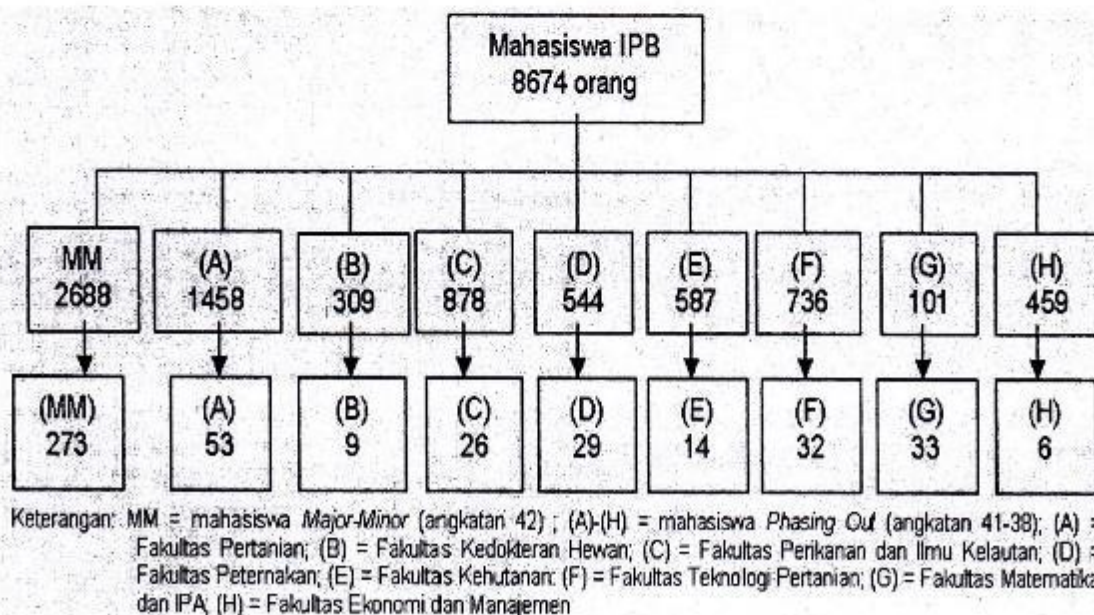 Mahasiswa IPB
8674 orang
MM
2688
(A)
1458
(B)
309
(C)
878
(D)
544
(E)
587
(F)
736
(G)
101
(H)
459
(MM)
273
(A)
53
(B)
9
(C)
26
(D)
29
(E)
14
(F)
32
(G)
33
(H)
6
Keterangan: MM = mahasiswa Major-Minor (angkatan 42) ; (A)-(H) = mahasiswa Phasing Out (angkatan 41-38); (A) =
Fakultas Pertanian; (B) = Fakultas Kedokteran Hewan; (C) = Fakultas Perikanan dan Ilmu Kelautan; (D) =
Fakultas Peternakan; (E) = Fakultas Kehutanan: (F) = Fakultas Teknologi Pertanian; (G) = Fakultas Matematika
dan IPA; (H) = Fakultas Ekonomi dan Manajemen